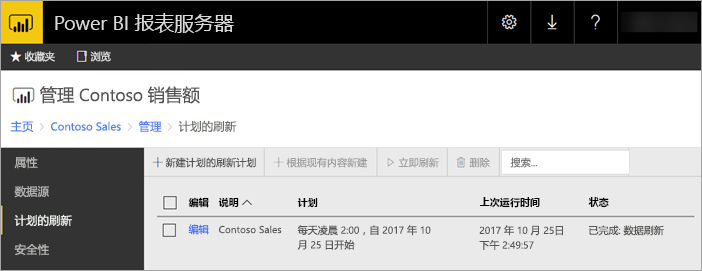 Power BI 报表服务器
收藏夹 浏览
管理 Contoso 销售额
主页 > Contoso Sales > 管理 > 计划的刷新
属性
数据源
计划的刷新
安全性
+ 新建计划的刷新计划 + 根据现有内容新建 立即刷新 删除 搜索...
编辑 说明 计划 上次运行时间 状态
编辑 Contoso Sales 每天凌晨 2:00，自 2017 年 10 2017 年 10 月 25日 已完成: 数据刷新
月 25 日开始 下午 2:49:57